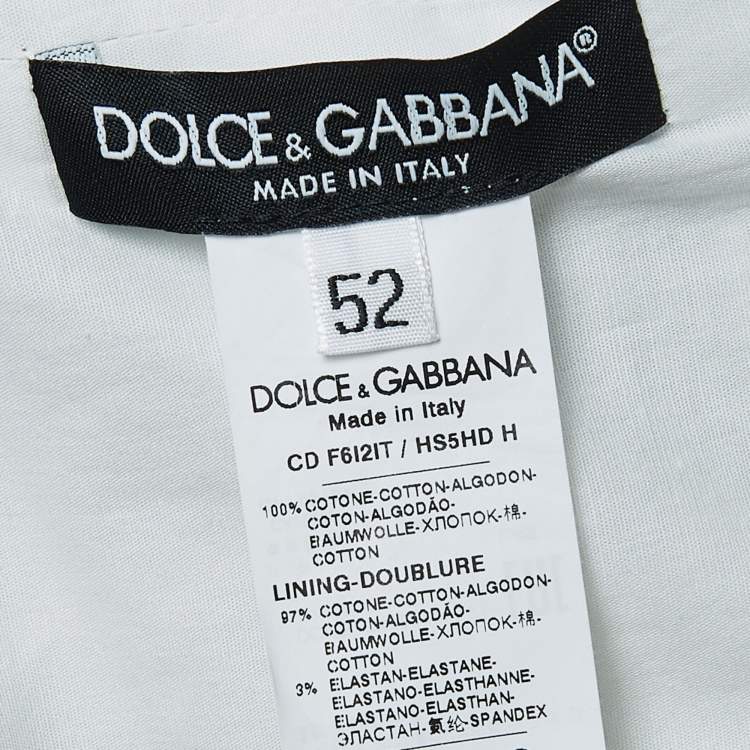 DOLCE & GABBANA®
MADE IN ITALY
52
DOLCE & GABBANA
Made in Italy
CD F6I2IT / HS5HD H
100% COTONE-COTTON-ALGODON-
COTON-ALGODÃO-
BAUMWOLLE-ХЛОПОК-棉-
COTTON
LINING-DOUBLURE
97% COTONE-COTTON-ALGODON-
COTON-ALGODÃO-
BAUMWOLLE-ХЛОПОК-棉-
COTTON
3% ELASTAN-ELASTANE-
ELASTANO-ELASTHANNE-
ELASTANO-ELASTHAN-
ЭЛАСТАН-氨纶-SPANDEX